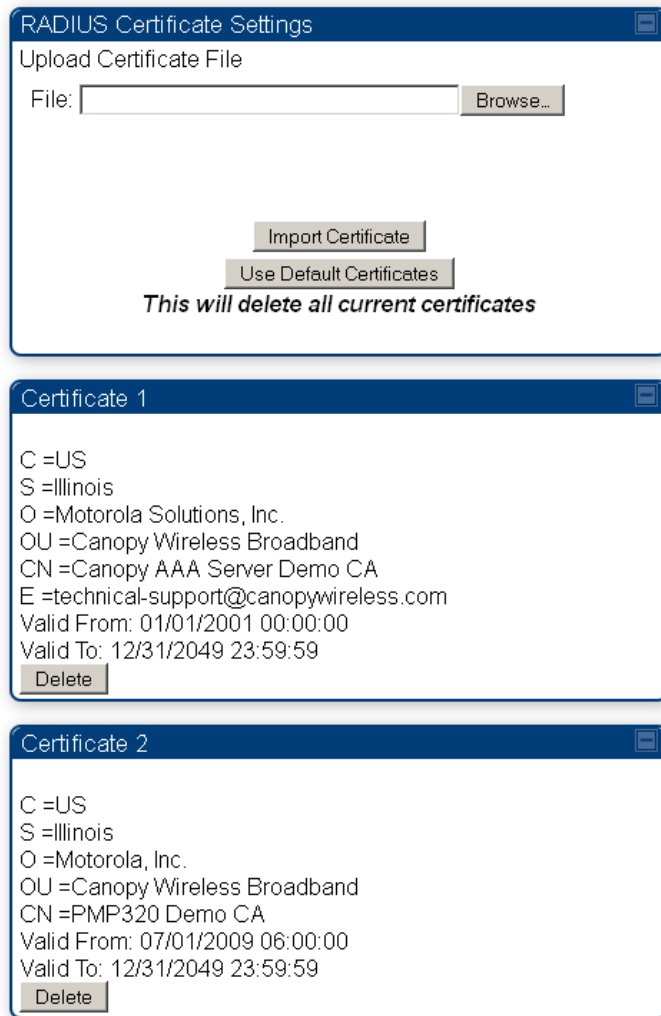 RADIUS Certificate Settings
Upload Certificate File
File: Browse...
Import Certificate
Use Default Certificates
This will delete all current certificates
Certificate 1
C =US
S =Illinois
O =Motorola Solutions, Inc.
OU =Canopy Wireless Broadband
CN =Canopy AAA Server Demo CA
E =technical-support@canopywireless.com
Valid From: 01/01/2001 00:00:00
Valid To: 12/31/2049 23:59:59
Delete
Certificate 2
C =US
S =Illinois
O =Motorola, Inc.
OU =Canopy Wireless Broadband
CN =PMP320 Demo CA
Valid From: 07/01/2009 06:00:00
Valid To: 12/31/2049 23:59:59
Delete